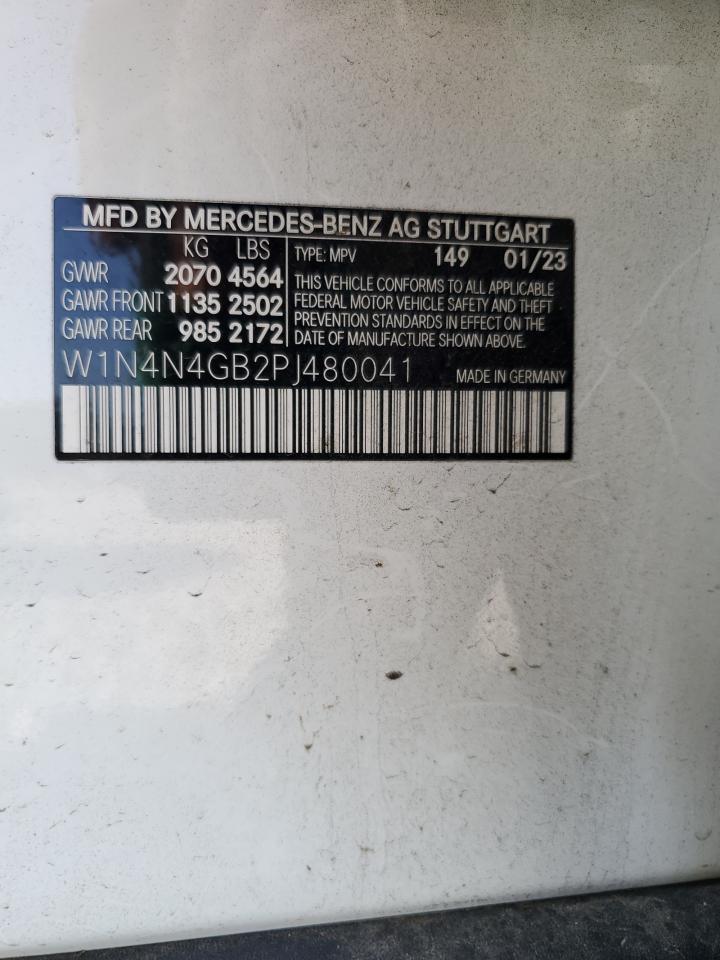 MFD BY MERCEDES-BENZ AG STUTTGART
KG LBS
GVWR 2070 4564
GAWR FRONT 1135 2502
GAWR REAR 985 2172
TYPE: MPV 149 01/23
THIS VEHICLE CONFORMS TO ALL APPLICABLE
FEDERAL MOTOR VEHICLE SAFETY AND THEFT
PREVENTION STANDARDS IN EFFECT ON THE
DATE OF MANUFACTURE SHOWN ABOVE.
W1N4N4GB2PJ480041 MADE IN GERMANY